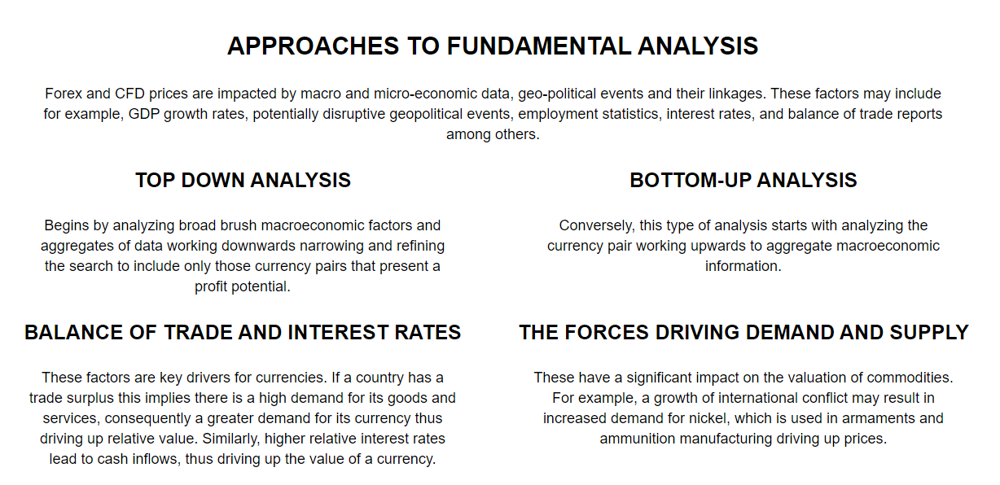 APPROACHES TO FUNDAMENTAL ANALYSIS
Forex and CFD prices are impacted by macro and micro-economic data, geo-political events and their linkages. These factors may include
for example, GDP growth rates, potentially disruptive geopolitical events, employment statistics, interest rates, and balance of trade reports
among others.
TOP DOWN ANALYSIS
Begins by analyzing broad brush macroeconomic factors and
aggregates of data working downwards narrowing and refining
the search to include only those currency pairs that present a
profit potential.
BOTTOM-UP ANALYSIS
Conversely, this type of analysis starts with analyzing the
currency pair working upwards to aggregate macroeconomic
information.
BALANCE OF TRADE AND INTEREST RATES
These factors are key drivers for currencies. If a country has a
trade surplus this implies there is a high demand for its goods and
services, consequently a greater demand for its currency thus
driving up relative value. Similarly, higher relative interest rates
lead to cash inflows, thus driving up the value of a currency.
THE FORCES DRIVING DEMAND AND SUPPLY
These have a significant impact on the valuation of commodities.
For example, a growth of international conflict may result in
increased demand for nickel, which is used in armaments and
ammunition manufacturing driving up prices.